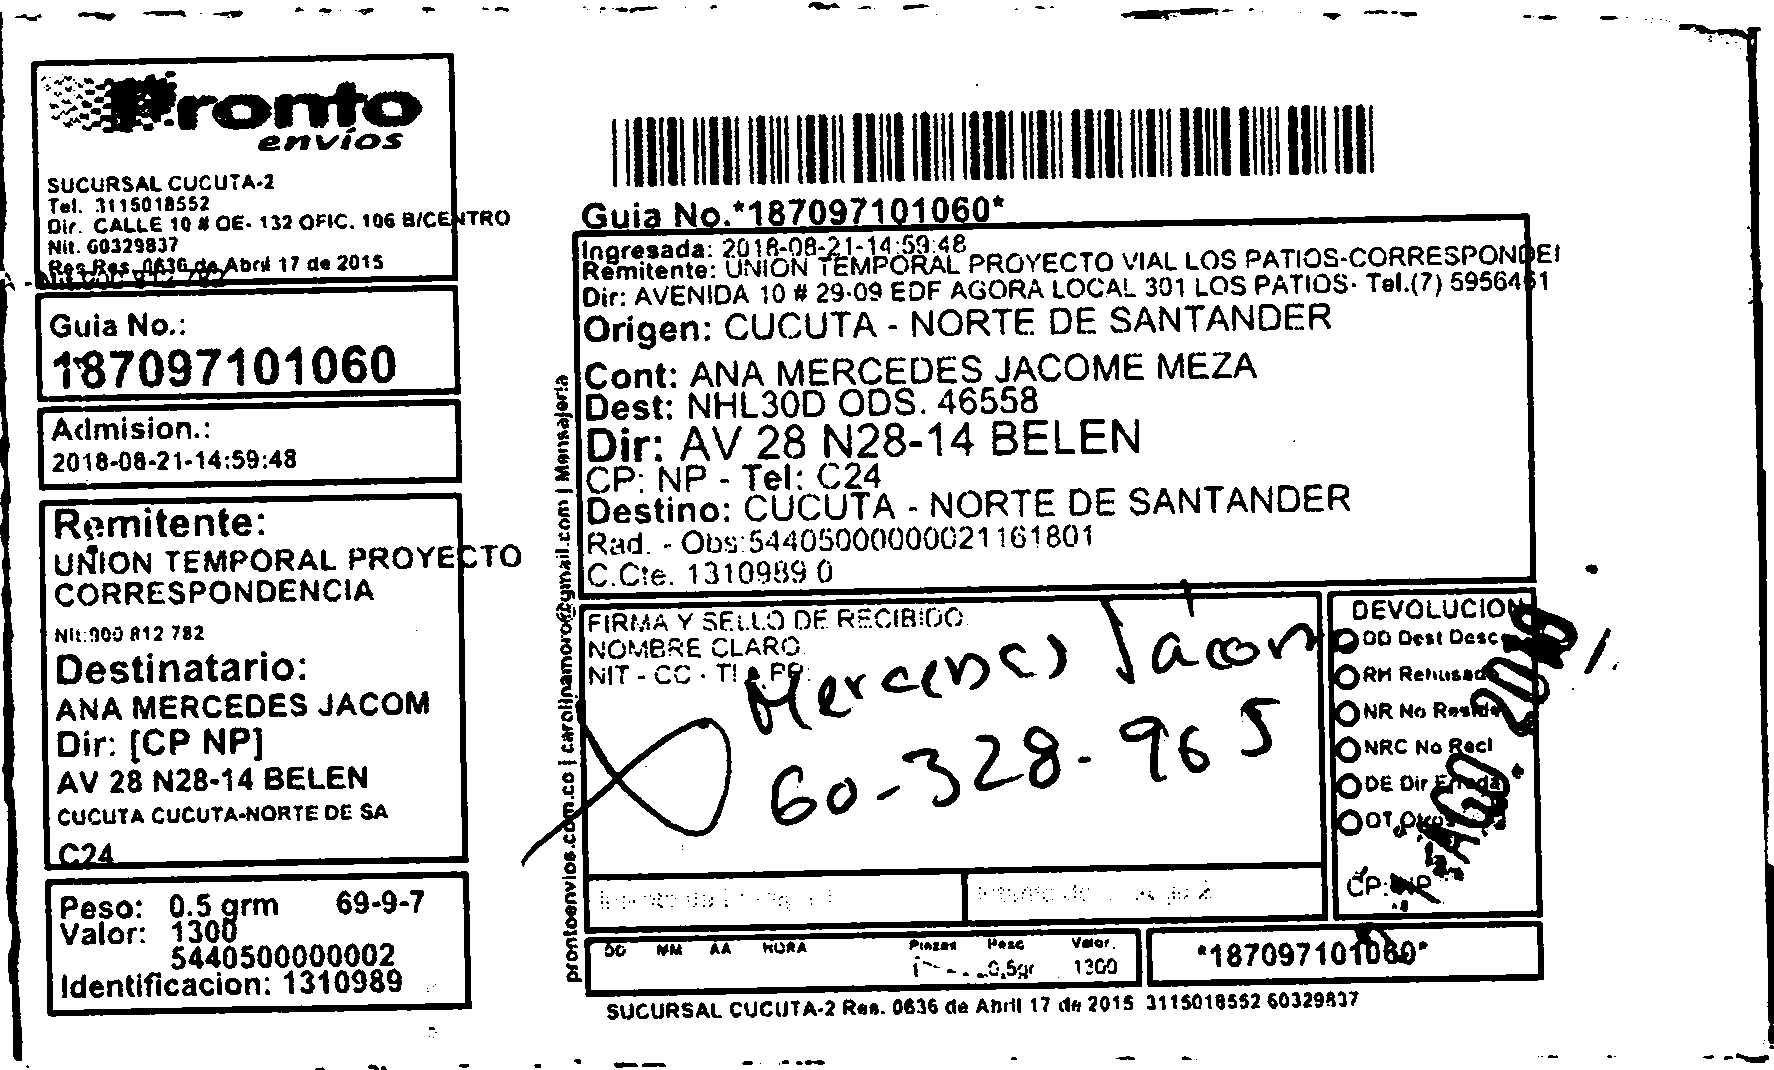 Pronto
envíos
SUCURSAL CUCUTA-2
Tel. 3115018552
Dir. CALLE 10 # OE- 132 OFIC. 106 B/CENTRO
Nit. 60329837
Res Res. 0636 de Abril 17 de 2015
Guia No.:
187097101060
Admision.:
2018-08-21-14:59:48
Remitente:
UNION TEMPORAL PROYECTO
CORRESPONDENCIA
Nit:900 812 782
Destinatario:
ANA MERCEDES JACOM
Dir: [CP NP]
AV 28 N28-14 BELEN
CUCUTA CUCUTA-NORTE DE SA
C24
Peso: 0.5 grm 69-9-7
Valor: 1300
5440500000002
Identificacion: 1310989
prontoenvios.com.co | carolinamoro@gmail.com | Mensajeria
Guia No.*187097101060*
Ingresada: 2018-08-21-14:59:48
Remitente: UNION TEMPORAL PROYECTO VIAL LOS PATIOS-CORRESPONDEI
Dir: AVENIDA 10 # 29-09 EDF AGORA LOCAL 301 LOS PATIOS- Tel.(7) 5956461
Origen: CUCUTA - NORTE DE SANTANDER
Cont: ANA MERCEDES JACOME MEZA
Dest: NHL30D ODS. 46558
Dir: AV 28 N28-14 BELEN
CP: NP - Tel: C24
Destino: CUCUTA - NORTE DE SANTANDER
Rad. - Obs:54405000000021161801
C.Cte. 1310989 0
FIRMA Y SELLO DE RECIBIDO
NOMBRE CLARO
NIT - CC - TI - PP:
Mercedes Jácom
60-328-965
DEVOLUCION
DD Dest Desc
RH Rehusado
NR No Reside
NRC No Recl
DE Dir Errada
OT Otros
AGO. 2018
CP: NP
DD MM AA HORA
Piezas Peso Valor.
1 0,5gr 1300
*187097101060*
SUCURSAL CUCUTA-2 Res. 0636 de Abril 17 de 2015 3115018552 60329837